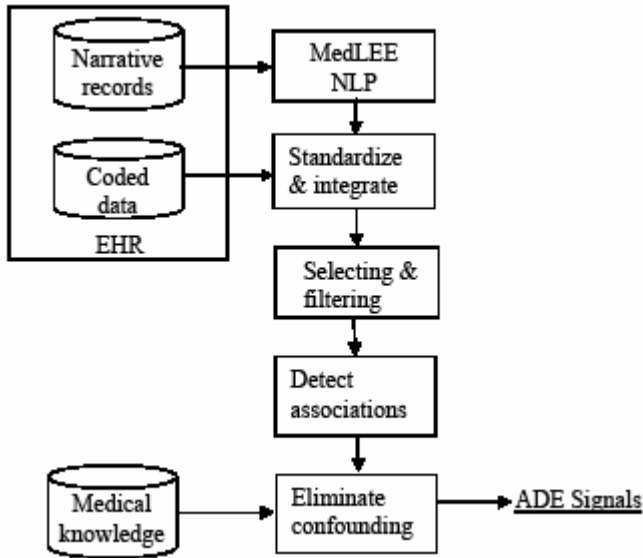 Narrative
records
MedLEE
NLP
Coded
data
Standardize
& integrate
EHR
Selecting &
filtering
Detect
associations
Medical
knowledge
Eliminate
confounding
ADE Signals